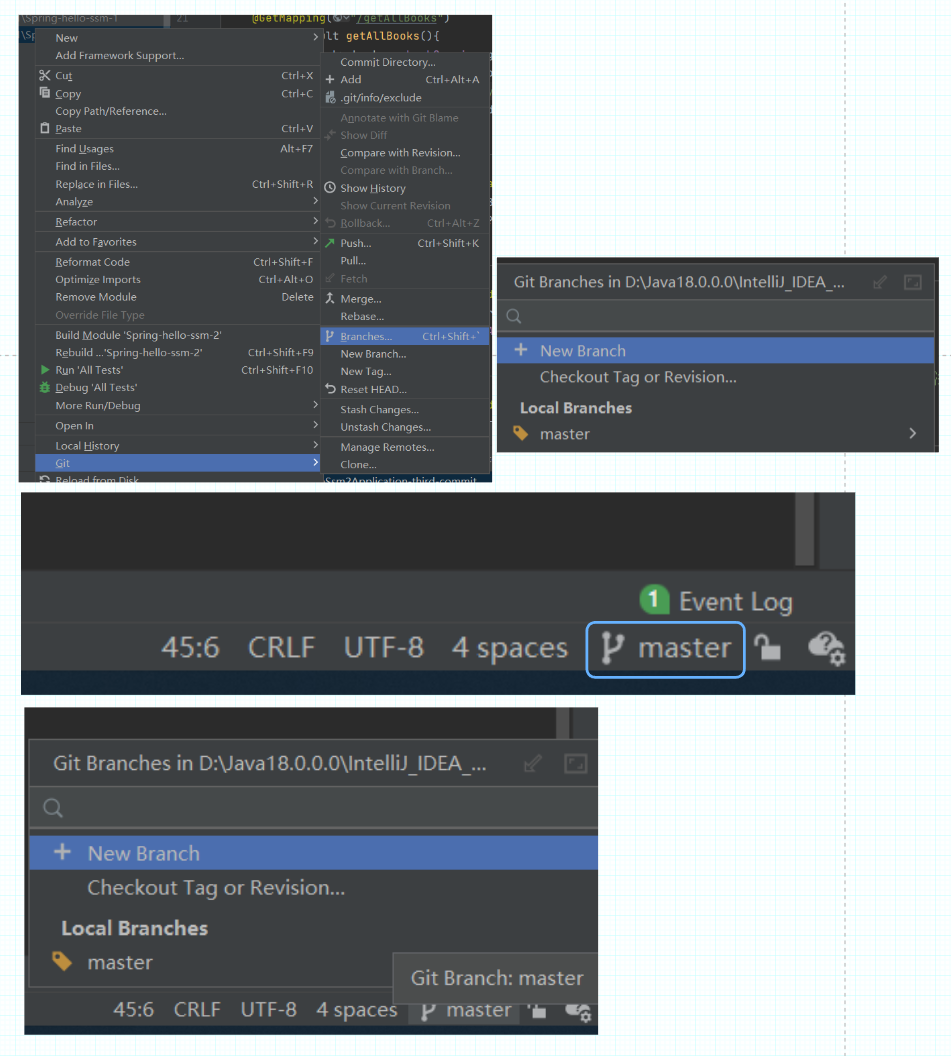 \Spring-hello-ssm-1
21
@GetMapping("/getAllBooks")
\Sp
lt getAllBooks(){
New
Add Framework Support...
Cut Ctrl+X
Copy Ctrl+C
Copy Path/Reference...
Paste Ctrl+V
Find Usages Alt+F7
Find in Files...
Replace in Files... Ctrl+Shift+R
Analyze
Refactor
Add to Favorites
Reformat Code Ctrl+Shift+F
Optimize Imports Ctrl+Alt+O
Remove Module Delete
Override File Type
Build Module 'Spring-hello-ssm-2'
Rebuild ...'Spring-hello-ssm-2' Ctrl+Shift+F9
Run 'All Tests' Ctrl+Shift+F10
Debug 'All Tests'
More Run/Debug
Open In
Local History
Git
Reload from Disk
Commit Directory...
Add Ctrl+Alt+A
.git/info/exclude
Annotate with Git Blame
Show Diff
Compare with Revision...
Compare with Branch...
Show History
Show Current Revision
Rollback... Ctrl+Alt+Z
Push... Ctrl+Shift+K
Pull...
Fetch
Merge...
Rebase...
Branches... Ctrl+Shift+`
New Branch...
New Tag...
Reset HEAD...
Stash Changes...
Unstash Changes...
Manage Remotes...
Clone...
\Ssm2Application-third-commit
Git Branches in D:\Java18.0.0.0\IntelliJ_IDEA_...
New Branch
Checkout Tag or Revision...
Local Branches
master
1 Event Log
45:6 CRLF UTF-8 4 spaces master
Git Branches in D:\Java18.0.0.0\IntelliJ_IDEA_...
New Branch
Checkout Tag or Revision...
Local Branches
master
Git Branch: master
45:6 CRLF UTF-8 4 spaces master